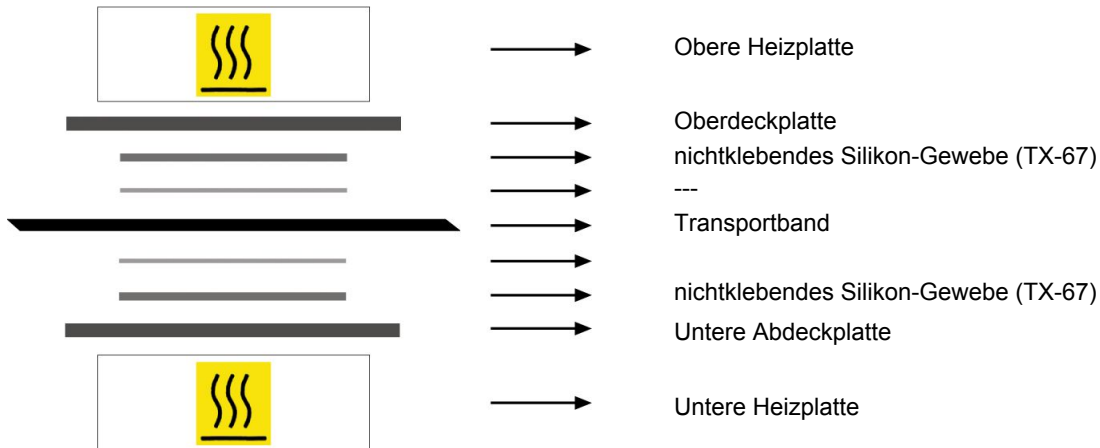 Obere Heizplatte
Oberdeckplatte
nichtklebendes Silikon-Gewebe (TX-67)
---
Transportband
nichtklebendes Silikon-Gewebe (TX-67)
Untere Abdeckplatte
Untere Heizplatte